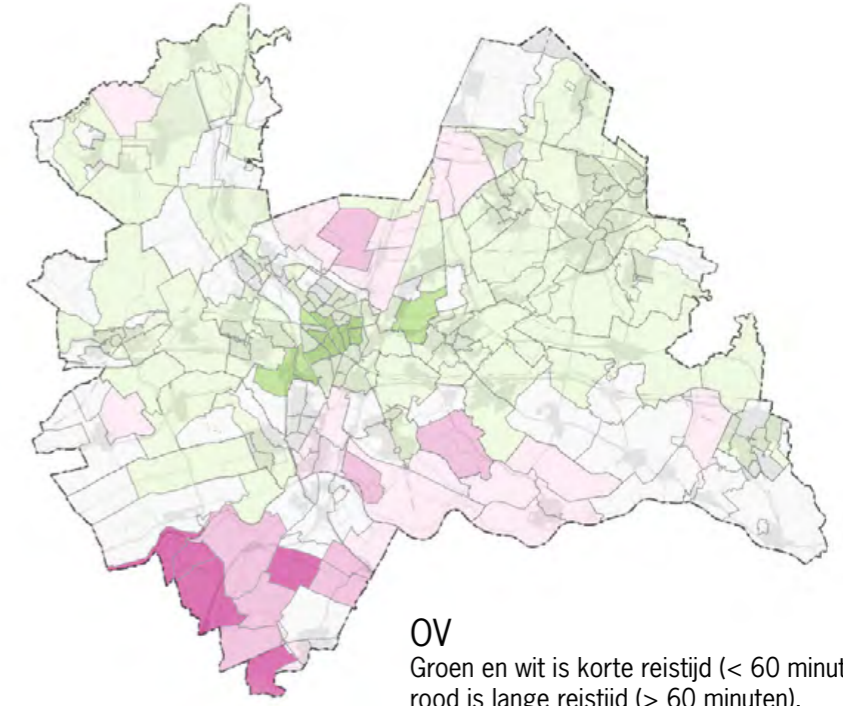 OV
Groen en wit is korte reistijd (< 60 minut
rood is lange reistijd (> 60 minuten).